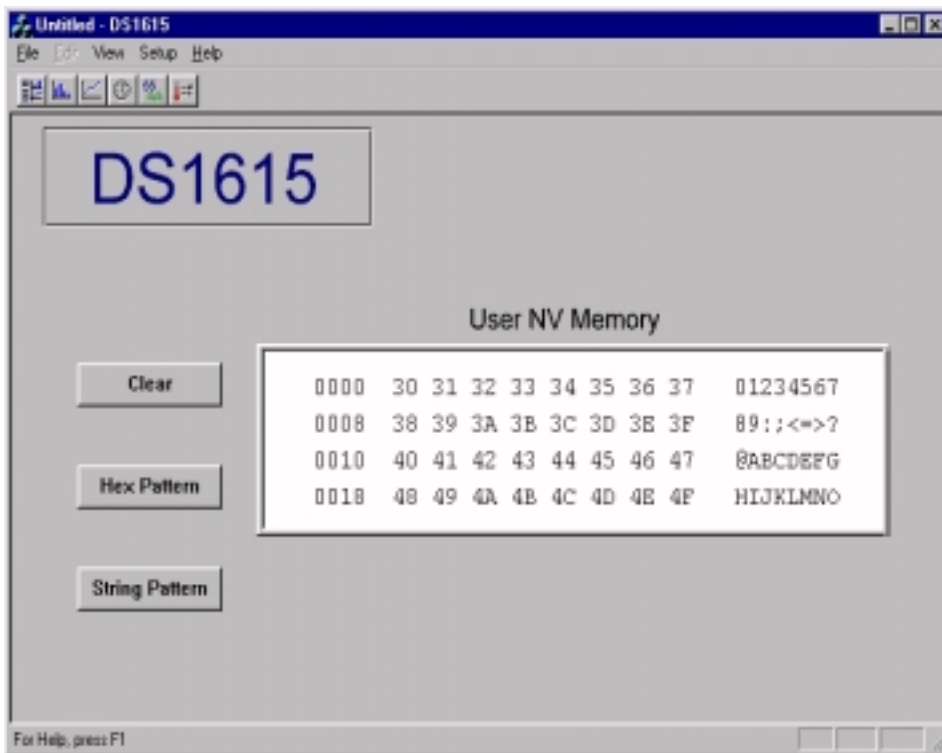 Untitled - DS1615
File Edit View Setup Help
DS1615
User NV Memory
Clear
Hex Pattern
String Pattern
0000 30 31 32 33 34 35 36 37 01234567
0008 38 39 3A 3B 3C 3D 3E 3F 89:;<=>?
0010 40 41 42 43 44 45 46 47 @ABCDEFG
0018 48 49 4A 4B 4C 4D 4E 4F HIJKLMNO
For Help, press F1